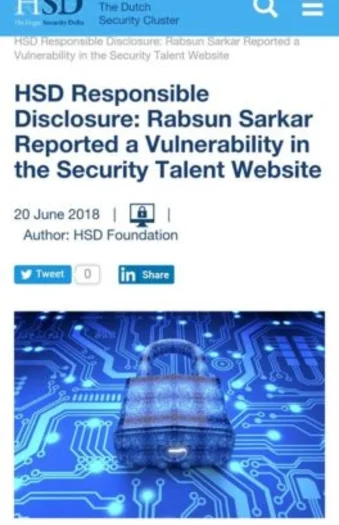 HSD
The Hague Security Delta
The Dutch
Security Cluster
HSD Responsible Disclosure: Rabsun Sarkar Reported a
Vulnerability in the Security Talent Website
HSD Responsible
Disclosure: Rabsun Sarkar
Reported a Vulnerability in
the Security Talent Website
20 June 2018 | |
Author: HSD Foundation
Tweet 0 in Share